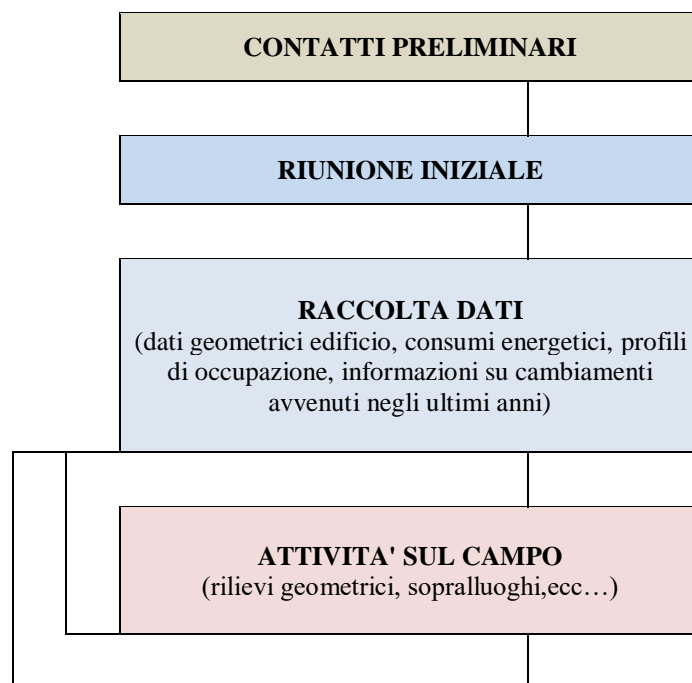 CONTATTI PRELIMINARI
RIUNIONE INIZIALE
RACCOLTA DATI
(dati geometrici edificio, consumi energetici, profili
di occupazione, informazioni su cambiamenti
avvenuti negli ultimi anni)
ATTIVITA' SUL CAMPO
(rilievi geometrici, sopralluoghi,ecc…)